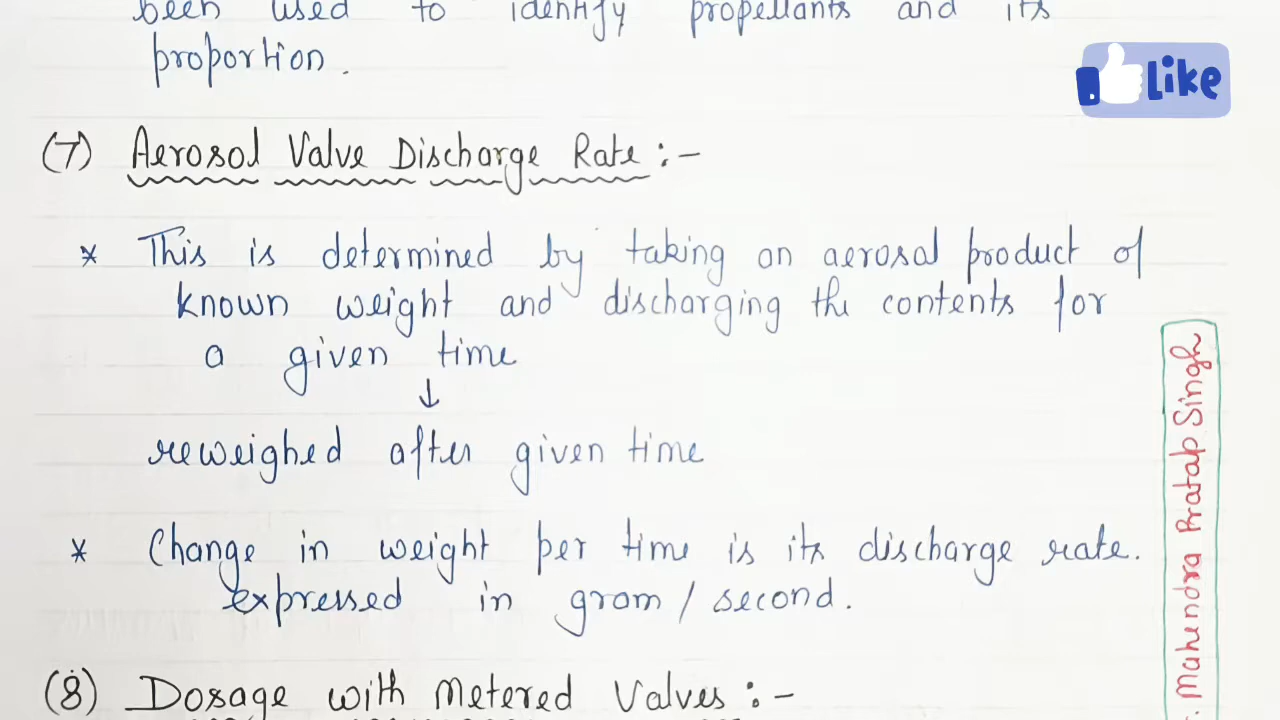 been used to identify propellants and its
proportion.
Like
(7) Aerosol Valve Discharge Rate :-
* This is determined by taking an aerosal product of
known weight and discharging the contents for
a given time
↓
reweighed after given time
* Change in weight per time is its discharge rate.
expressed in gram/second.
(8) Dosage with Metered Valves :-
. Mahendra Pratap Singh